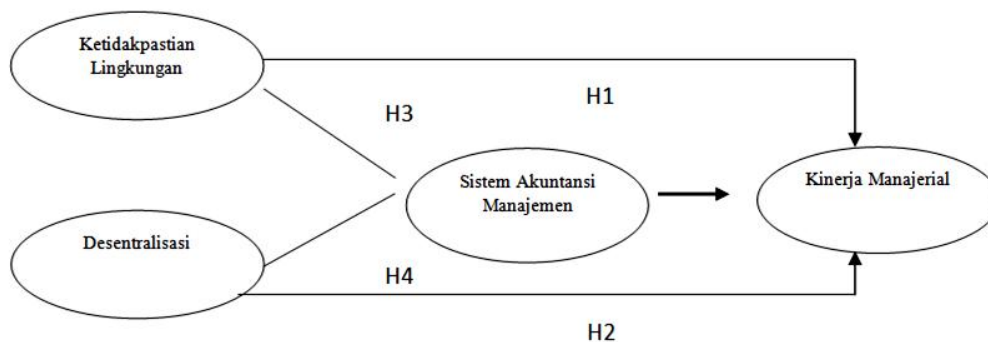 Ketidakpastian
Lingkungan
H1
H3
Sistem Akuntansi
Manajemen
Kinerja Manajerial
Desentralisasi
H4
H2